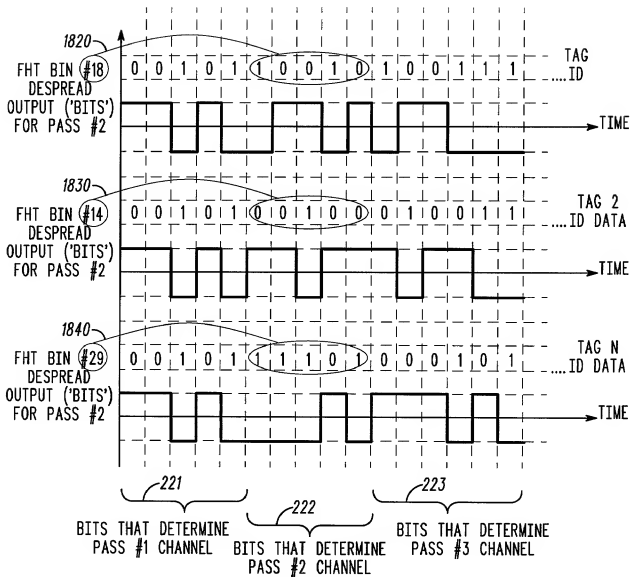 1820
FHT BIN #18 0 0 1 0 1 1 0 0 1 0 1 0 0 1 1 1 TAG
DESPREAD ....ID
OUTPUT ('BITS')
FOR PASS #2
TIME
1830
FHT BIN #14 0 0 1 0 1 0 0 1 0 0 0 1 0 0 1 1 TAG 2
DESPREAD ....ID DATA
OUTPUT ('BITS')
FOR PASS #2
TIME
1840
FHT BIN #29 0 0 1 0 1 1 1 1 0 1 0 0 0 1 0 1 TAG N
DESPREAD ....ID DATA
OUTPUT ('BITS')
FOR PASS #2
TIME
221
222
223
BITS THAT DETERMINE
PASS #1 CHANNEL
BITS THAT DETERMINE
PASS #2 CHANNEL
BITS THAT DETERMINE
PASS #3 CHANNEL